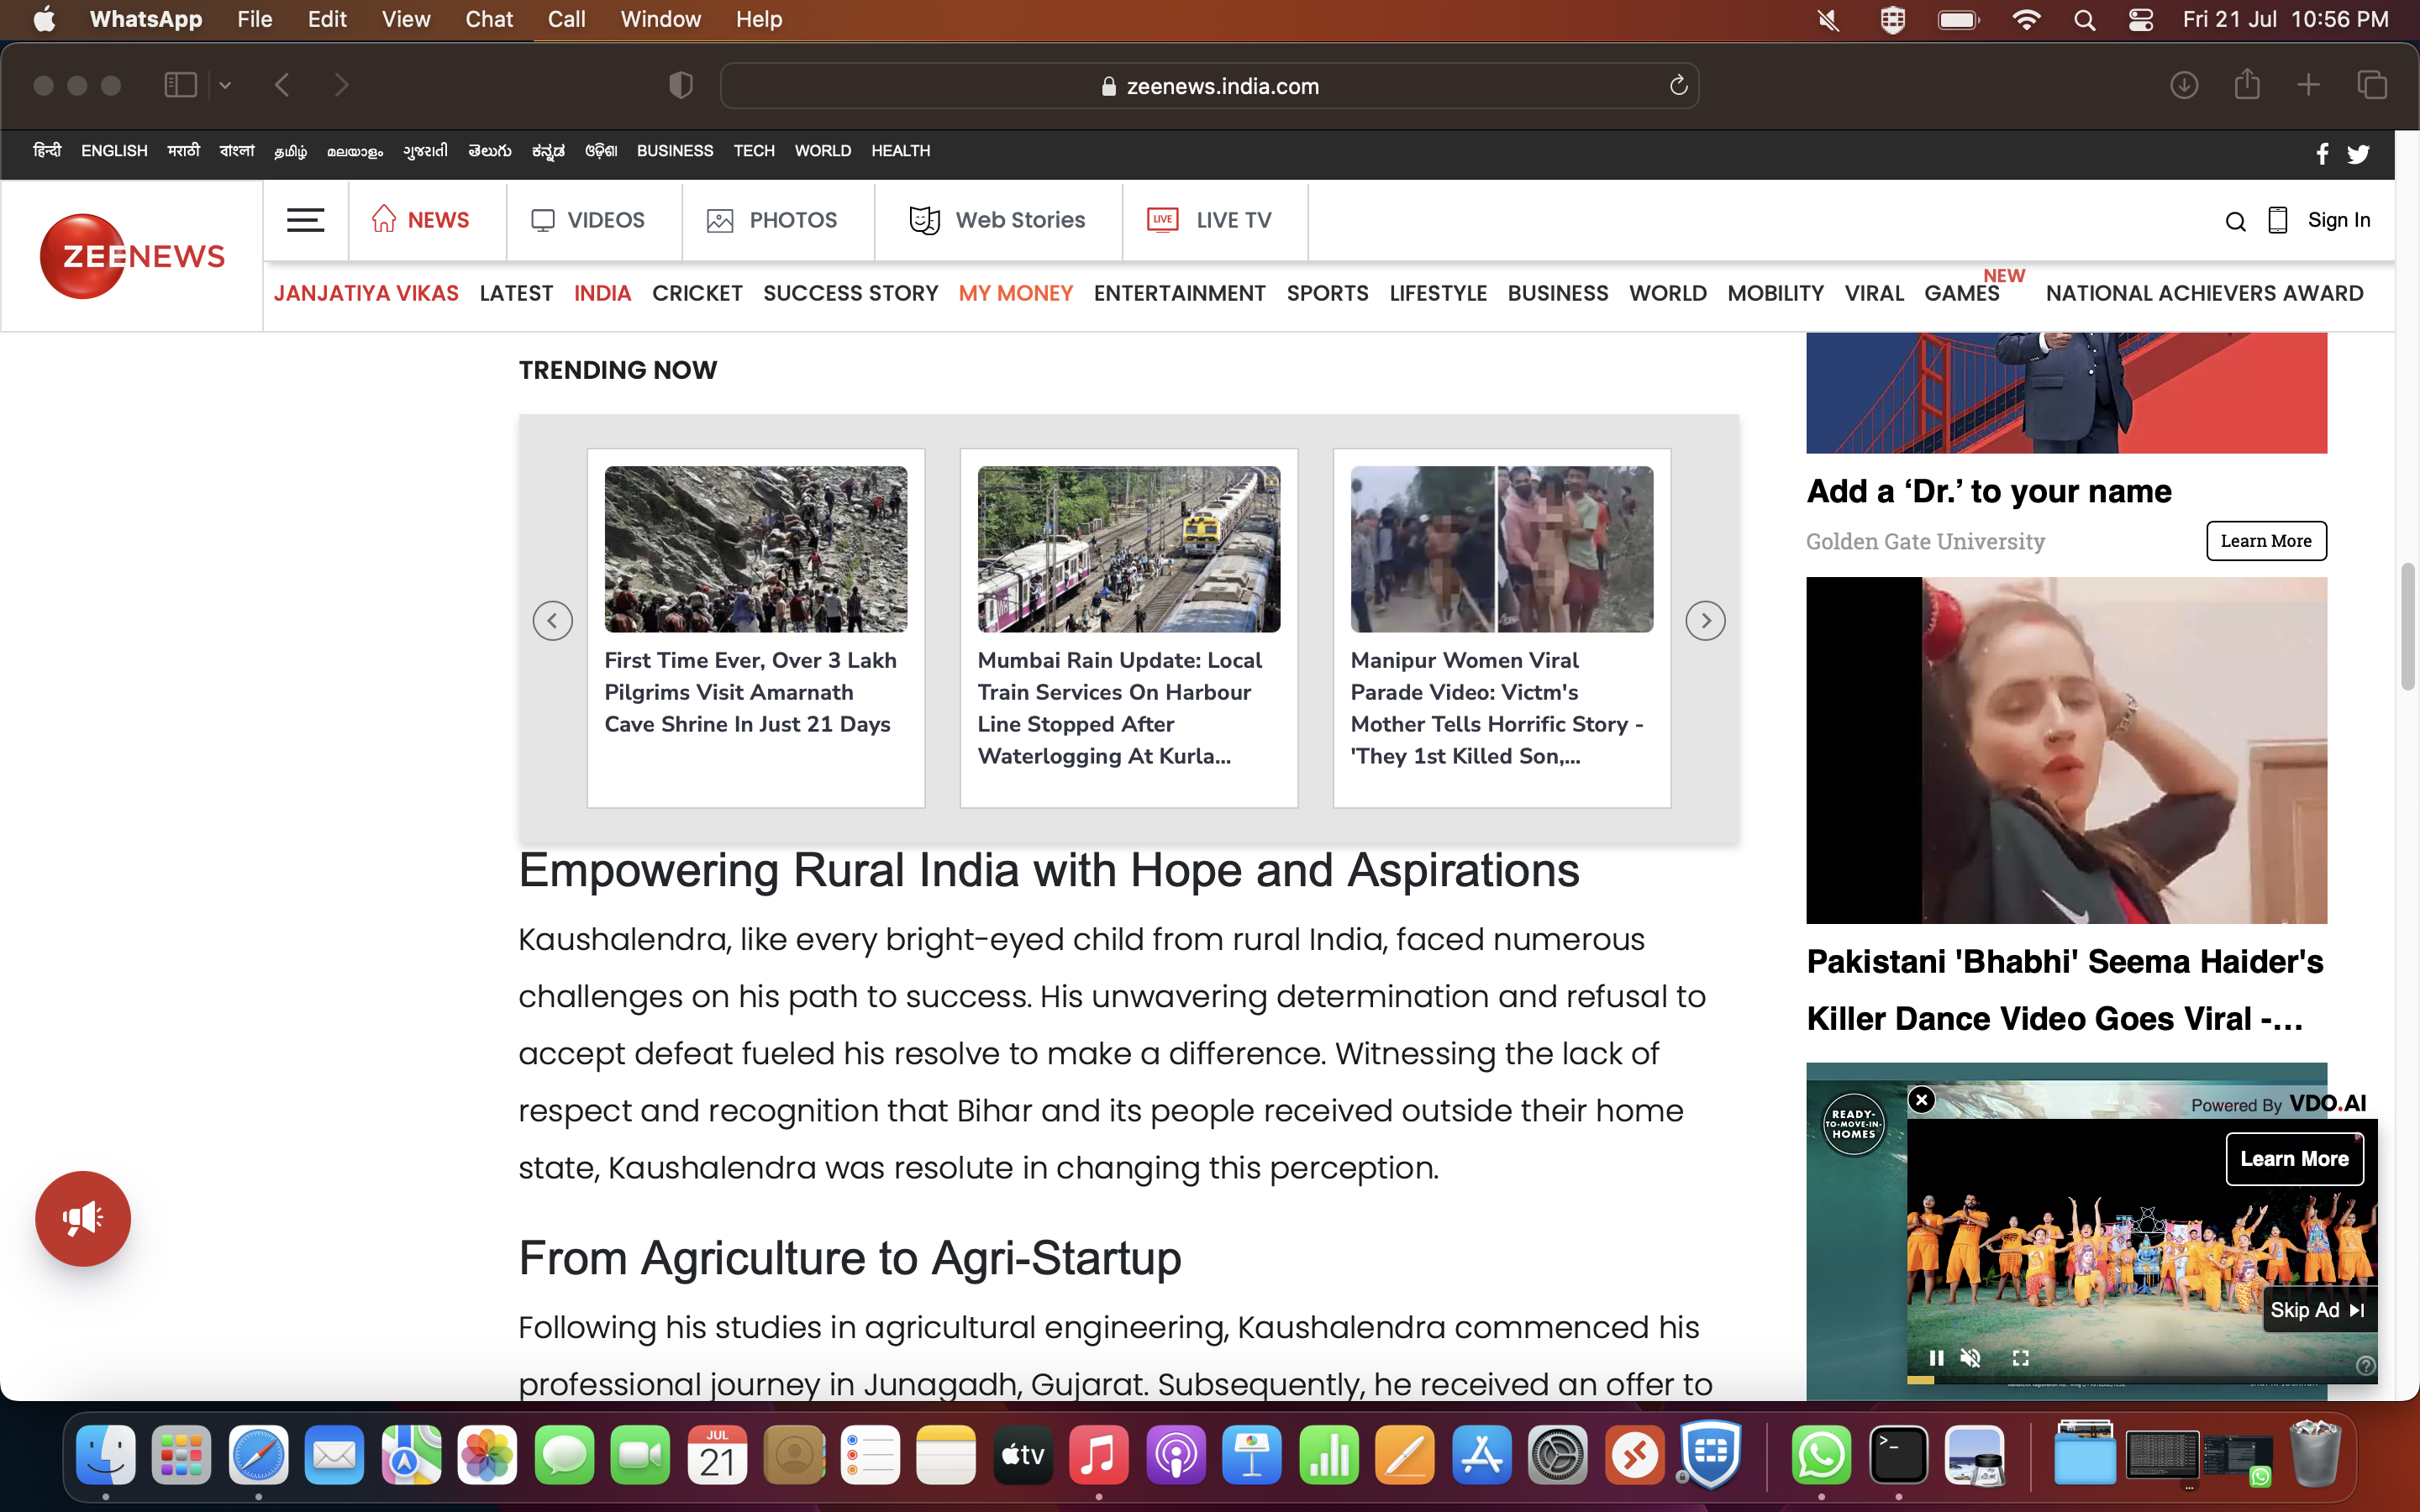 WhatsApp File Edit View Chat Call Window Help
Fri 21 Jul 10:56 PM
zeenews.india.com
हिन्दी ENGLISH मराठी বাংলা தமிழ் മലയാളം ગુજરાતી తెలుగు ಕನ್ನಡ ଓଡ଼ିଶା BUSINESS TECH WORLD HEALTH
ZEENEWS
NEWS VIDEOS PHOTOS Web Stories LIVE LIVE TV
Sign In
JANJATIYA VIKAS LATEST INDIA CRICKET SUCCESS STORY MY MONEY ENTERTAINMENT SPORTS LIFESTYLE BUSINESS WORLD MOBILITY VIRAL GAMES NEW NATIONAL ACHIEVERS AWARD
TRENDING NOW
First Time Ever, Over 3 Lakh
Pilgrims Visit Amarnath
Cave Shrine In Just 21 Days
Mumbai Rain Update: Local
Train Services On Harbour
Line Stopped After
Waterlogging At Kurla...
Manipur Women Viral
Parade Video: Victm's
Mother Tells Horrific Story -
'They 1st Killed Son,...
Empowering Rural India with Hope and Aspirations
Kaushalendra, like every bright-eyed child from rural India, faced numerous
challenges on his path to success. His unwavering determination and refusal to
accept defeat fueled his resolve to make a difference. Witnessing the lack of
respect and recognition that Bihar and its people received outside their home
state, Kaushalendra was resolute in changing this perception.
From Agriculture to Agri-Startup
Following his studies in agricultural engineering, Kaushalendra commenced his
professional journey in Junagadh, Gujarat. Subsequently, he received an offer to
Add a ‘Dr.’ to your name
Golden Gate University
Learn More
Pakistani 'Bhabhi' Seema Haider's
Killer Dance Video Goes Viral -...
READY-
TO-MOVE-IN-
HOMES
Powered By VDO.AI
Learn More
Skip Ad
JUL
21
tv